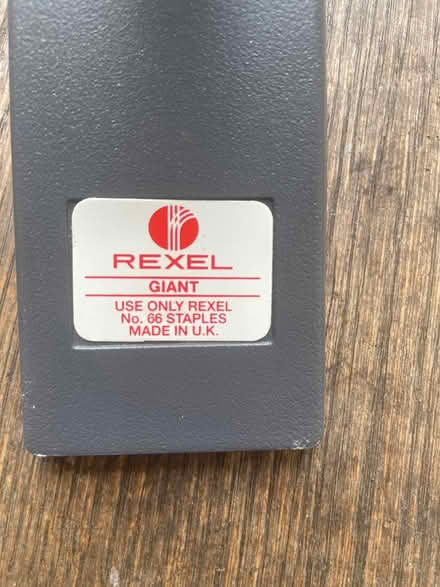 REXEL
GIANT
USE ONLY REXEL
No. 66 STAPLES
MADE IN U.K.